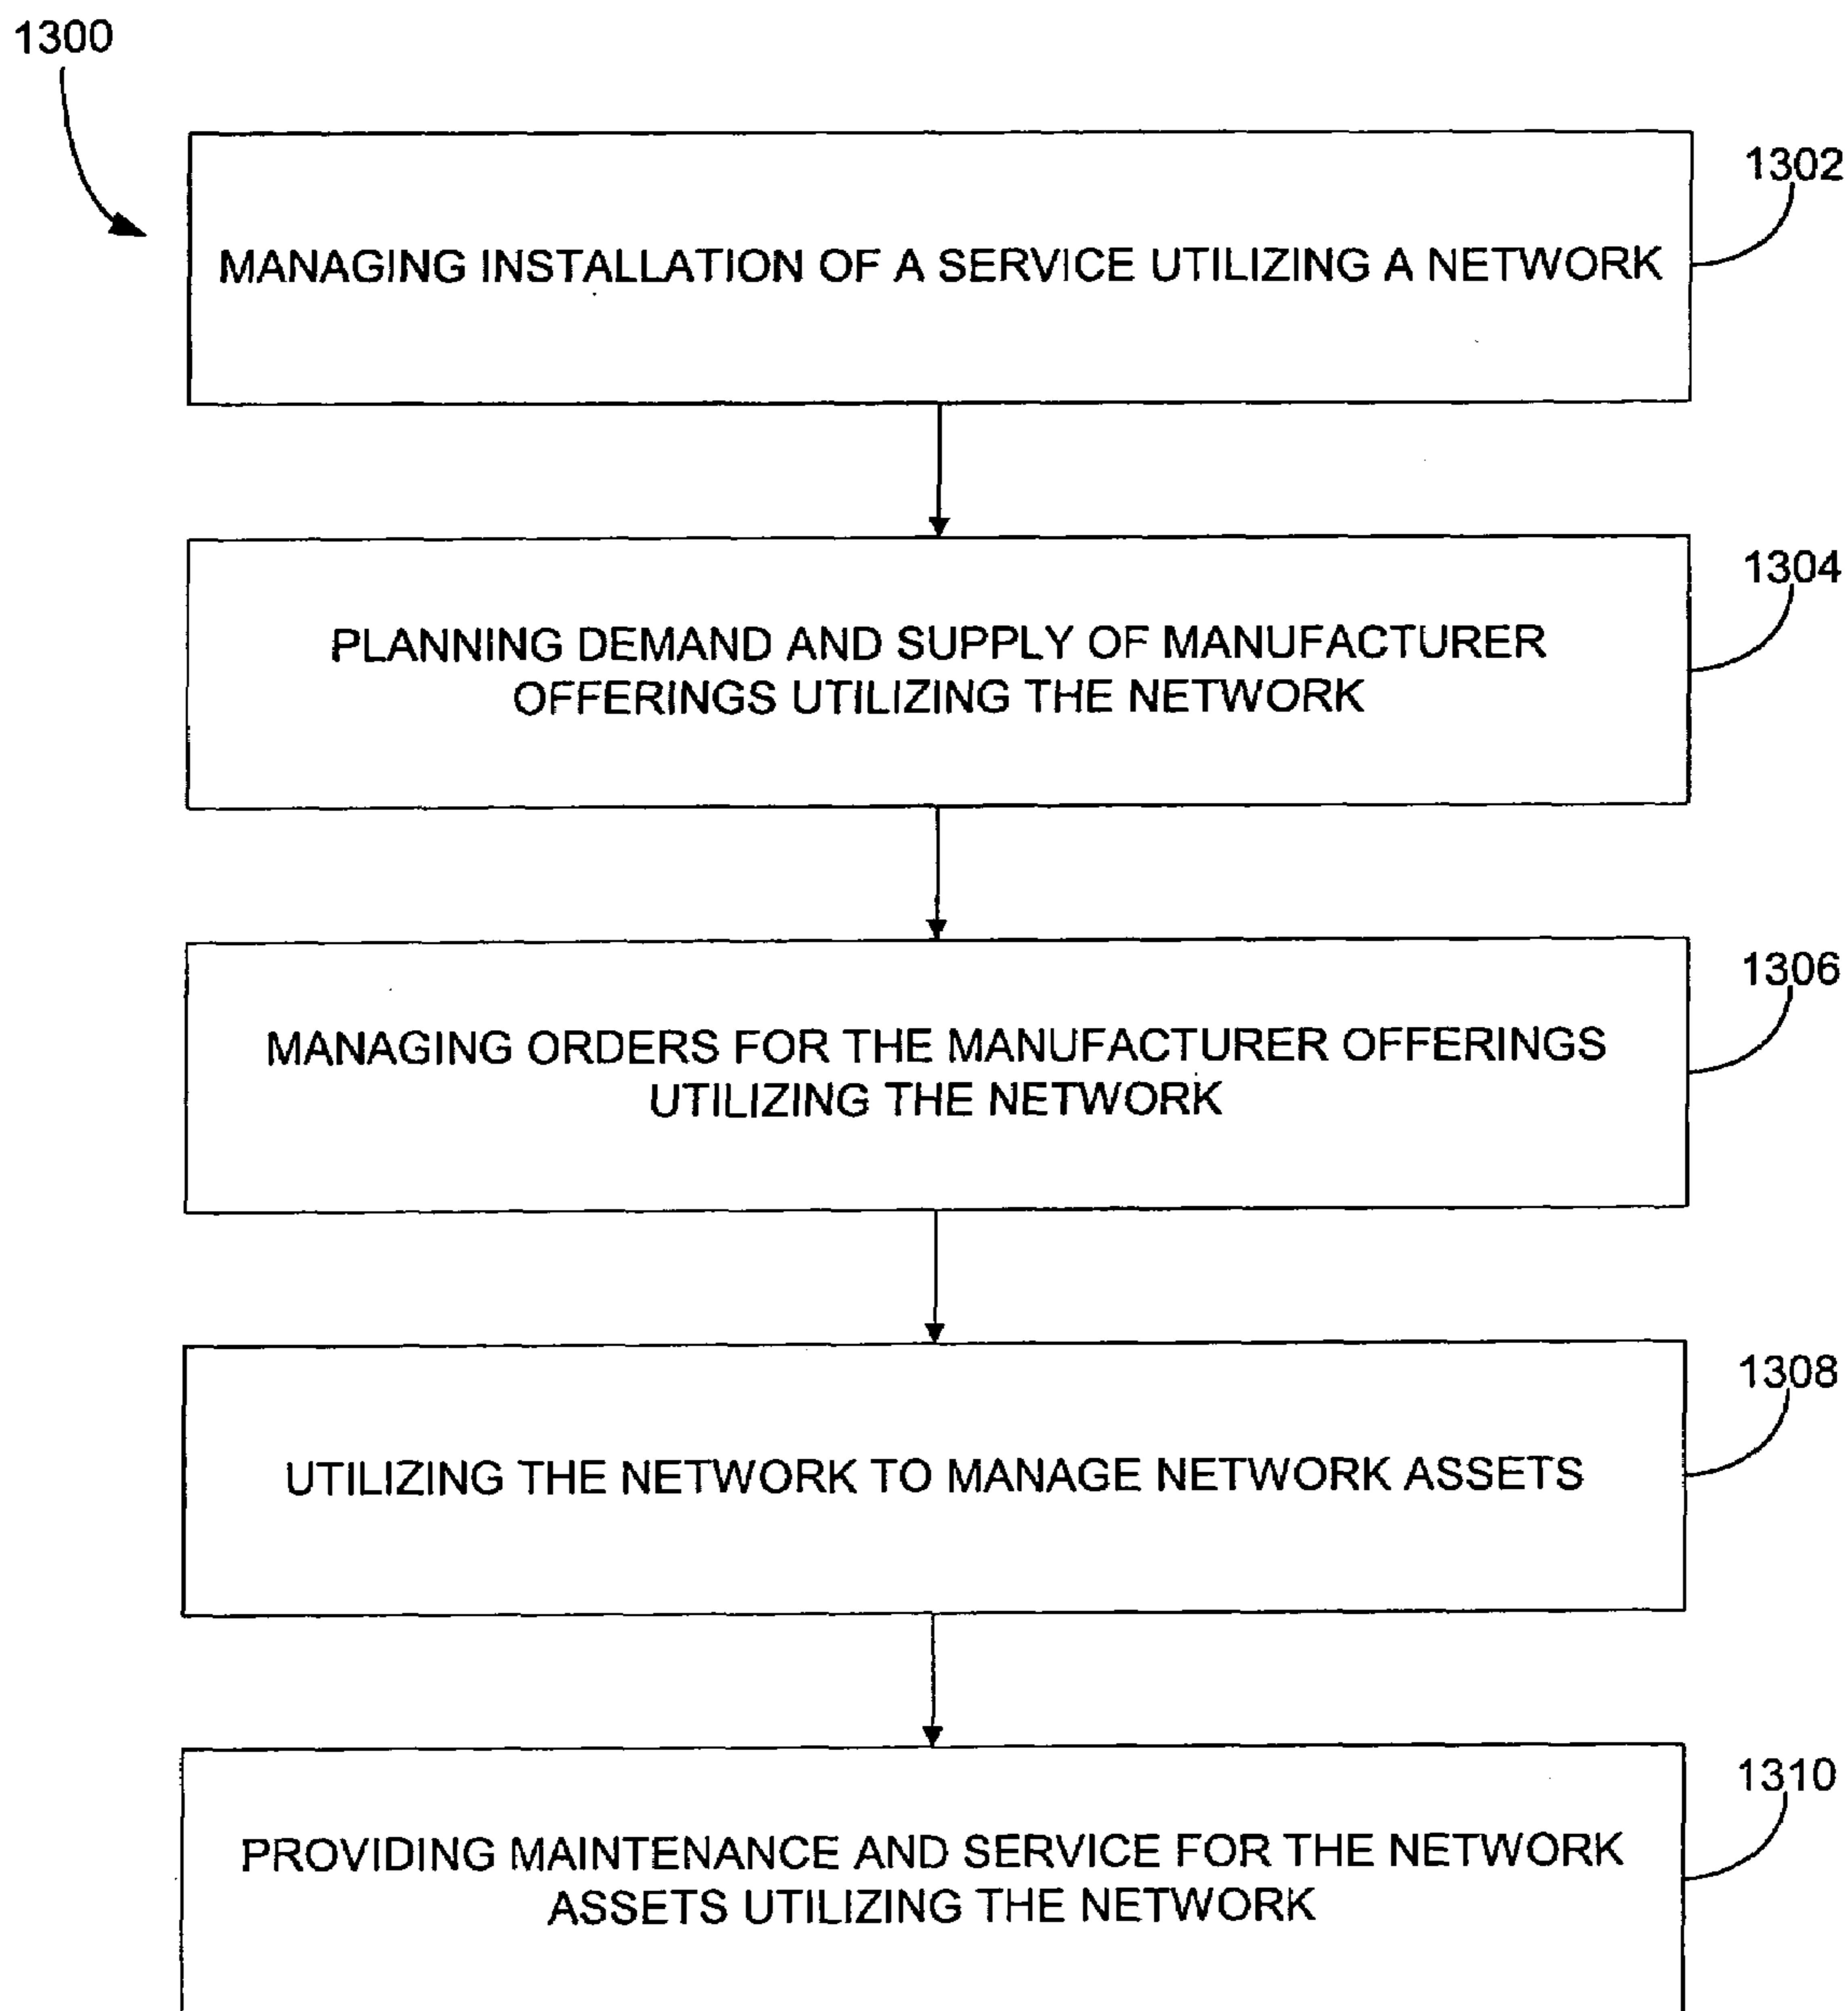 1300
1302
MANAGING INSTALLATION OF A SERVICE UTILIZING A NETWORK
1304
PLANNING DEMAND AND SUPPLY OF MANUFACTURER
OFFERINGS UTILIZING THE NETWORK
1306
MANAGING ORDERS FOR THE MANUFACTURER OFFERINGS
UTILIZING THE NETWORK
1308
UTILIZING THE NETWORK TO MANAGE NETWORK ASSETS
1310
PROVIDING MAINTENANCE AND SERVICE FOR THE NETWORK
ASSETS UTILIZING THE NETWORK